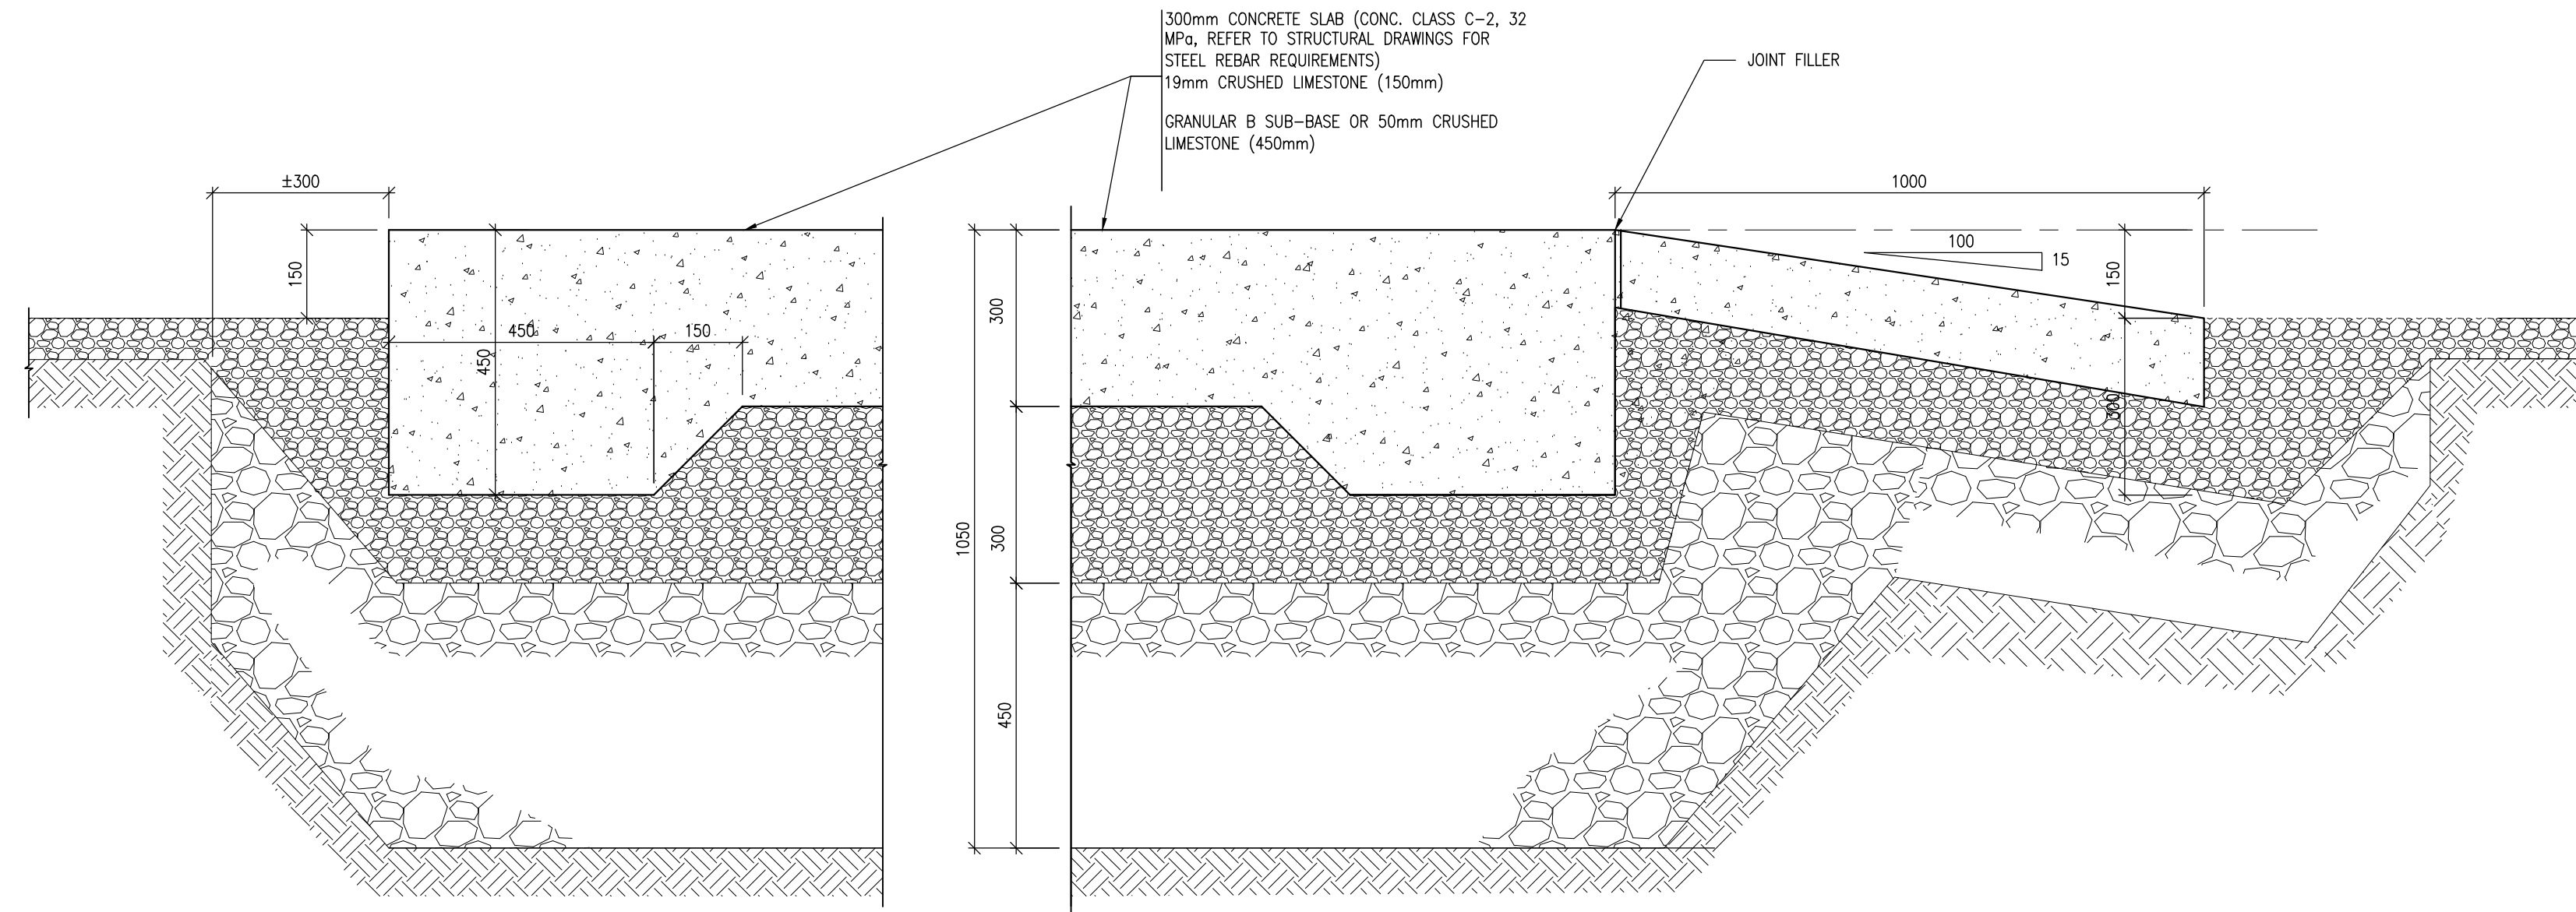 300mm CONCRETE SLAB (CONC. CLASS C-2, 32
MPa, REFER TO STRUCTURAL DRAWINGS FOR
STEEL REBAR REQUIREMENTS)
19mm CRUSHED LIMESTONE (150mm)
GRANULAR B SUB-BASE OR 50mm CRUSHED
LIMESTONE (450mm)
JOINT FILLER
±300
1000
150
100
15
150
300
450
150
450
300
300
1050
450